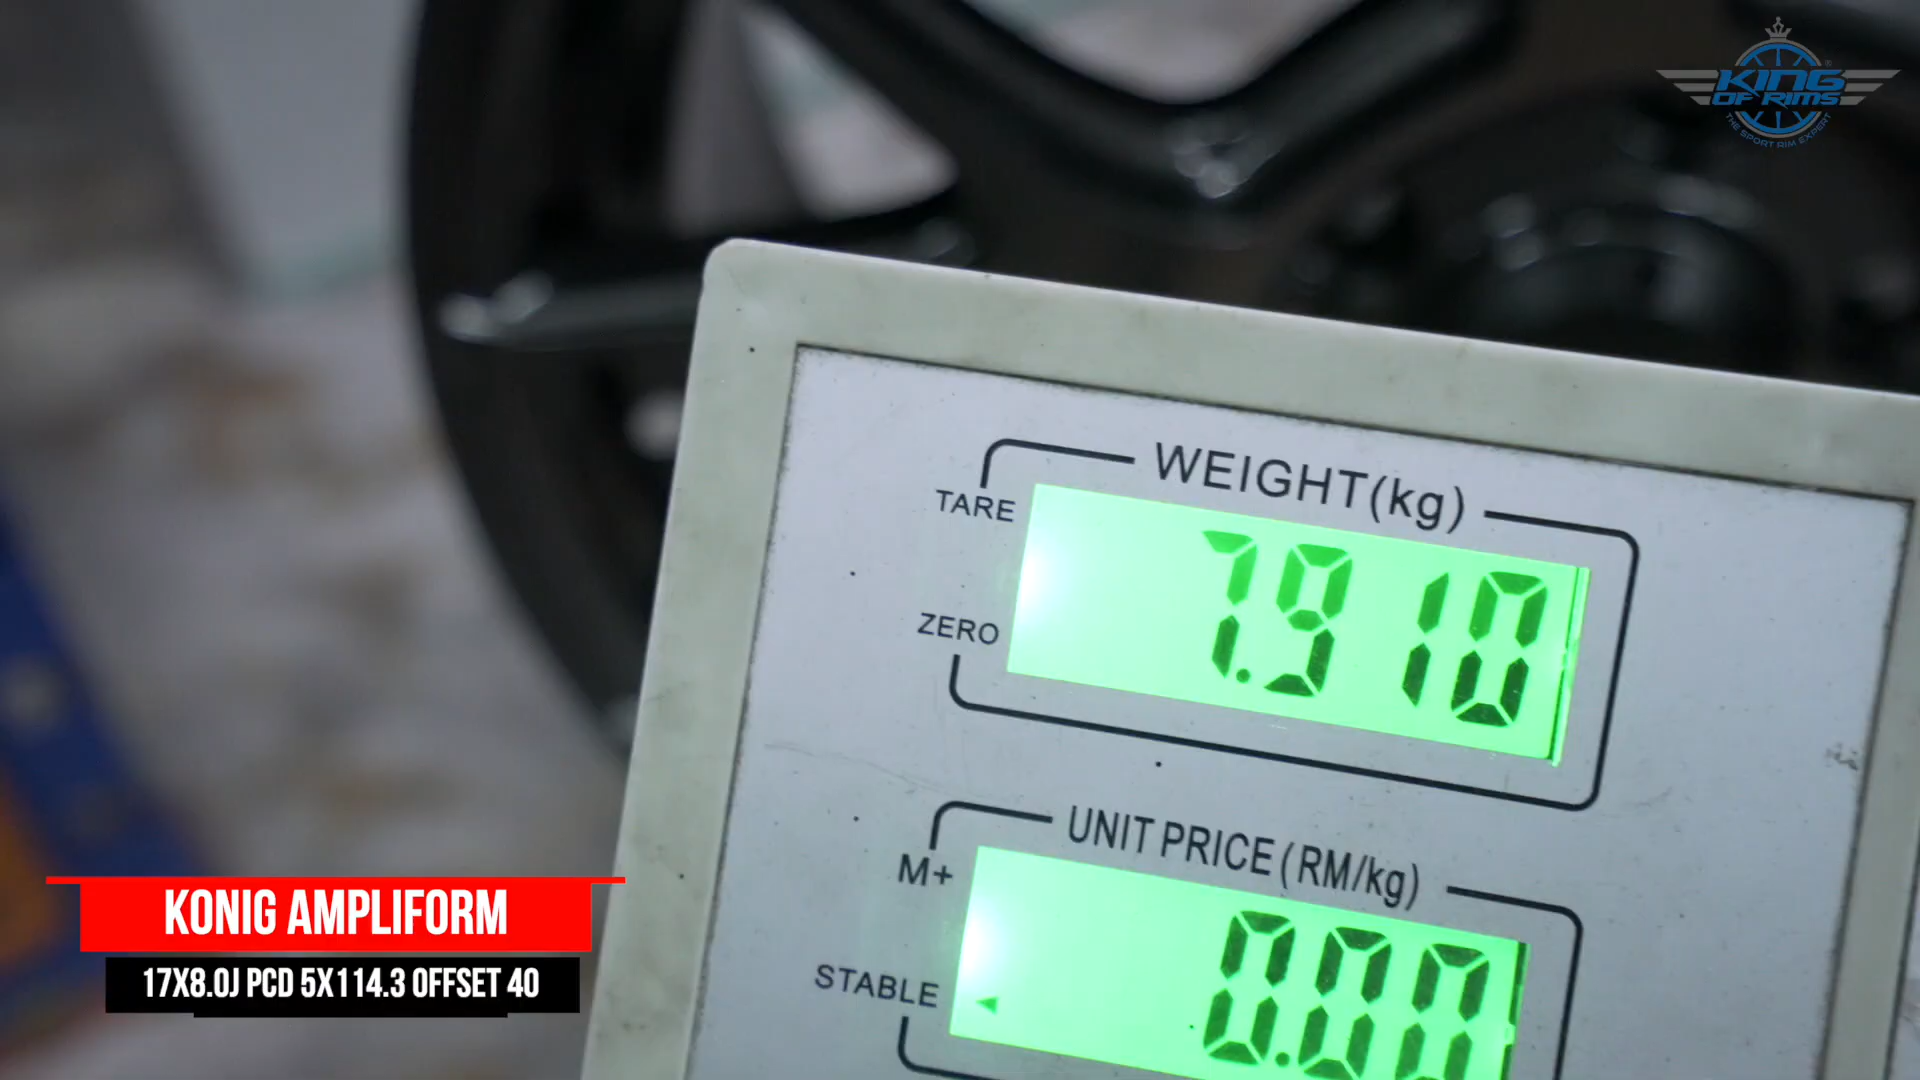 KING
OF RIMS
®
THE SPORT RIM EXPERT
WEIGHT(kg)
TARE
7.910
ZERO
UNIT PRICE(RM/kg)
M+
0.00
STABLE
KONIG AMPLIFORM
17X8.0J PCD 5X114.3 OFFSET 40